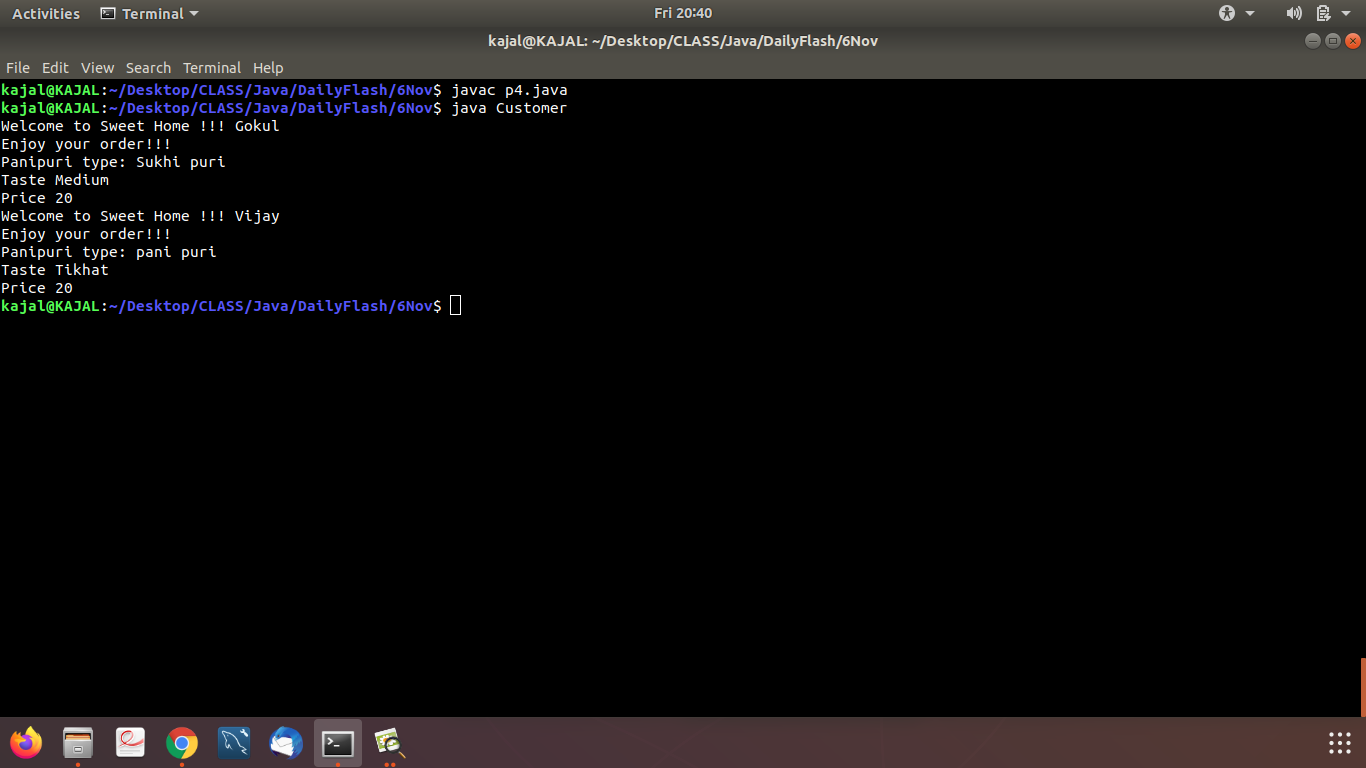 Activities Terminal Fri 20:40
kajal@KAJAL: ~/Desktop/CLASS/Java/DailyFlash/6Nov
File Edit View Search Terminal Help
kajal@KAJAL:~/Desktop/CLASS/Java/DailyFlash/6Nov$ javac p4.java
kajal@KAJAL:~/Desktop/CLASS/Java/DailyFlash/6Nov$ java Customer
Welcome to Sweet Home !!! Gokul
Enjoy your order!!!
Panipuri type: Sukhi puri
Taste Medium
Price 20
Welcome to Sweet Home !!! Vijay
Enjoy your order!!!
Panipuri type: pani puri
Taste Tikhat
Price 20
kajal@KAJAL:~/Desktop/CLASS/Java/DailyFlash/6Nov$